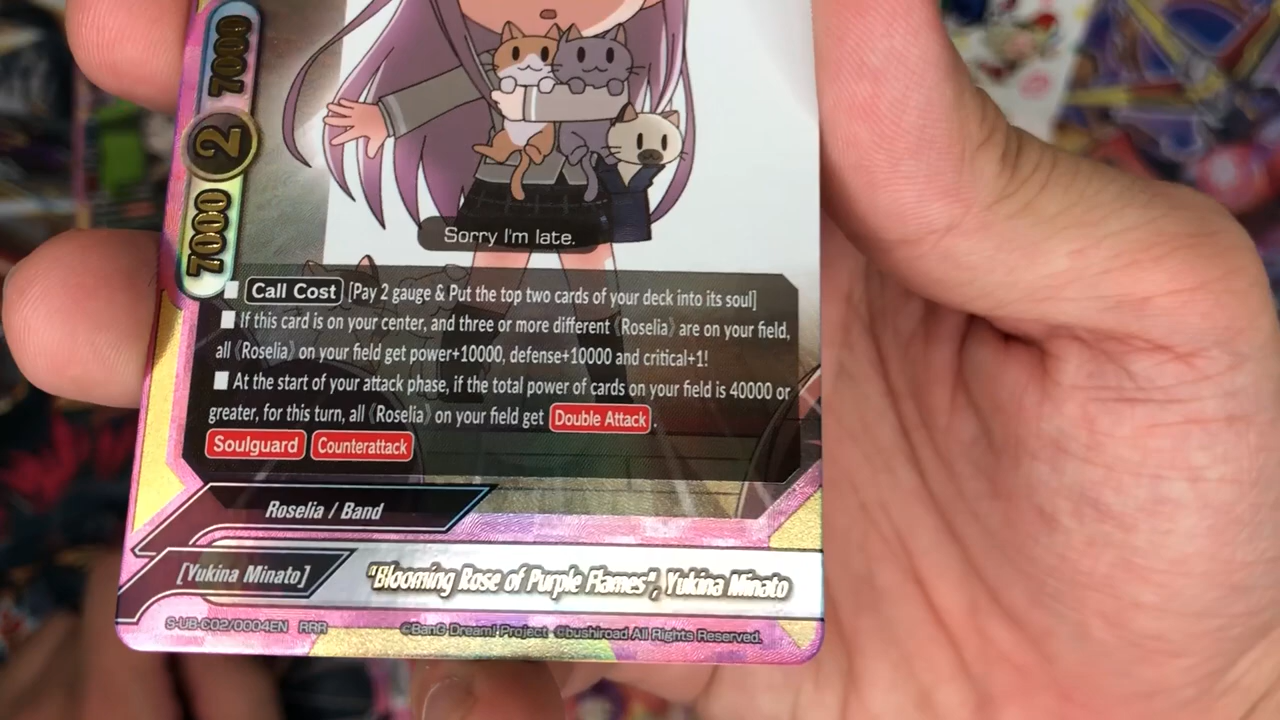 7000
2
7000
Sorry I'm late.
■ Call Cost [Pay 2 gauge & Put the top two cards of your deck into its soul]
■ If this card is on your center, and three or more different 《Roselia》 are on your field,
all 《Roselia》 on your field get power+10000, defense+10000 and critical+1!
■ At the start of your attack phase, if the total power of cards on your field is 40000 or
greater, for this turn, all 《Roselia》 on your field get Double Attack .
Soulguard Counterattack
Roselia / Band
[Yukina Minato] "Blooming Rose of Purple Flames", Yukina Minato
S-UB-C02/0004EN RRR ©BanG Dream! Project ©bushiroad All Rights Reserved.